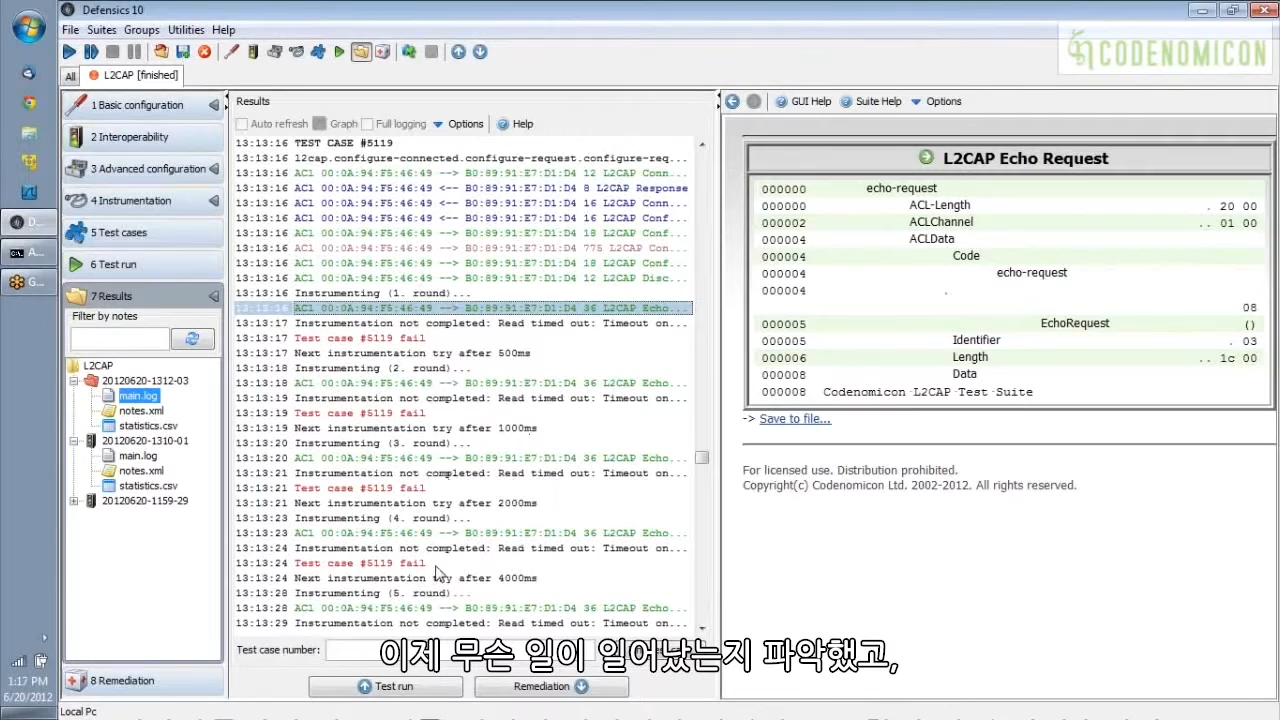 Defensics 10
File Suites Groups Utilities Help
CODENOMICON
All L2CAP [finished]
1 Basic configuration
2 Interoperability
3 Advanced configuration
4 Instrumentation
5 Test cases
6 Test run
7 Results
Filter by notes
L2CAP
20120620-1312-03
main.log
notes.xml
statistics.csv
20120620-1310-01
main.log
notes.xml
statistics.csv
20120620-1159-29
8 Remediation
Results
Auto refresh Graph Full logging Options Help
13:13:16 TEST CASE #5119
13:13:16 l2cap.configure-connected.configure-request.configure-req...
13:13:16 ACl 00:0A:94:F5:46:49 --> B0:89:91:E7:D1:D4 12 L2CAP Conn...
13:13:16 ACl 00:0A:94:F5:46:49 <-- B0:89:91:E7:D1:D4 8 L2CAP Response
13:13:16 ACl 00:0A:94:F5:46:49 <-- B0:89:91:E7:D1:D4 16 L2CAP Conn...
13:13:16 ACl 00:0A:94:F5:46:49 <-- B0:89:91:E7:D1:D4 16 L2CAP Conf...
13:13:16 ACl 00:0A:94:F5:46:49 --> B0:89:91:E7:D1:D4 18 L2CAP Conf...
13:13:16 ACl 00:0A:94:F5:46:49 --> B0:89:91:E7:D1:D4 775 L2CAP Con...
13:13:16 ACl 00:0A:94:F5:46:49 --> B0:89:91:E7:D1:D4 18 L2CAP Conf...
13:13:16 ACl 00:0A:94:F5:46:49 --> B0:89:91:E7:D1:D4 12 L2CAP Disc...
13:13:16 Instrumenting (1. round)...
13:13:16 ACl 00:0A:94:F5:46:49 --> B0:89:91:E7:D1:D4 36 L2CAP Echo...
13:13:17 Instrumentation not completed: Read timed out: Timeout on...
13:13:17 Test case #5119 fail
13:13:17 Next instrumentation try after 500ms
13:13:18 Instrumenting (2. round)...
13:13:18 ACl 00:0A:94:F5:46:49 --> B0:89:91:E7:D1:D4 36 L2CAP Echo...
13:13:19 Instrumentation not completed: Read timed out: Timeout on...
13:13:19 Test case #5119 fail
13:13:19 Next instrumentation try after 1000ms
13:13:20 Instrumenting (3. round)...
13:13:20 ACl 00:0A:94:F5:46:49 --> B0:89:91:E7:D1:D4 36 L2CAP Echo...
13:13:21 Instrumentation not completed: Read timed out: Timeout on...
13:13:21 Test case #5119 fail
13:13:21 Next instrumentation try after 2000ms
13:13:23 Instrumenting (4. round)...
13:13:23 ACl 00:0A:94:F5:46:49 --> B0:89:91:E7:D1:D4 36 L2CAP Echo...
13:13:24 Instrumentation not completed: Read timed out: Timeout on...
13:13:24 Test case #5119 fail
13:13:24 Next instrumentation try after 4000ms
13:13:28 Instrumenting (5. round)...
13:13:28 ACl 00:0A:94:F5:46:49 --> B0:89:91:E7:D1:D4 36 L2CAP Echo...
13:13:29 Instrumentation not completed: Read timed out: Timeout on...
Test case number:
Test run Remediation
GUI Help Suite Help Options
L2CAP Echo Request
000000 echo-request
000000 ACL-Length . 20 00
000002 ACLChannel .. 01 00
000004 ACLData
000004 Code
000004 echo-request
000004 .
08
000005 EchoRequest ()
000005 Identifier . 03
000006 Length .. 1c 00
000008 Data
000008 Codenomicon L2CAP Test Suite
-> Save to file...
For licensed use. Distribution prohibited.
Copyright(c) Codenomicon Ltd. 2002-2012. All rights reserved.
이제 무슨 일이 일어났는지 파악했고,
D...
A...
G...
1:17 PM
6/20/2012
Local Pc